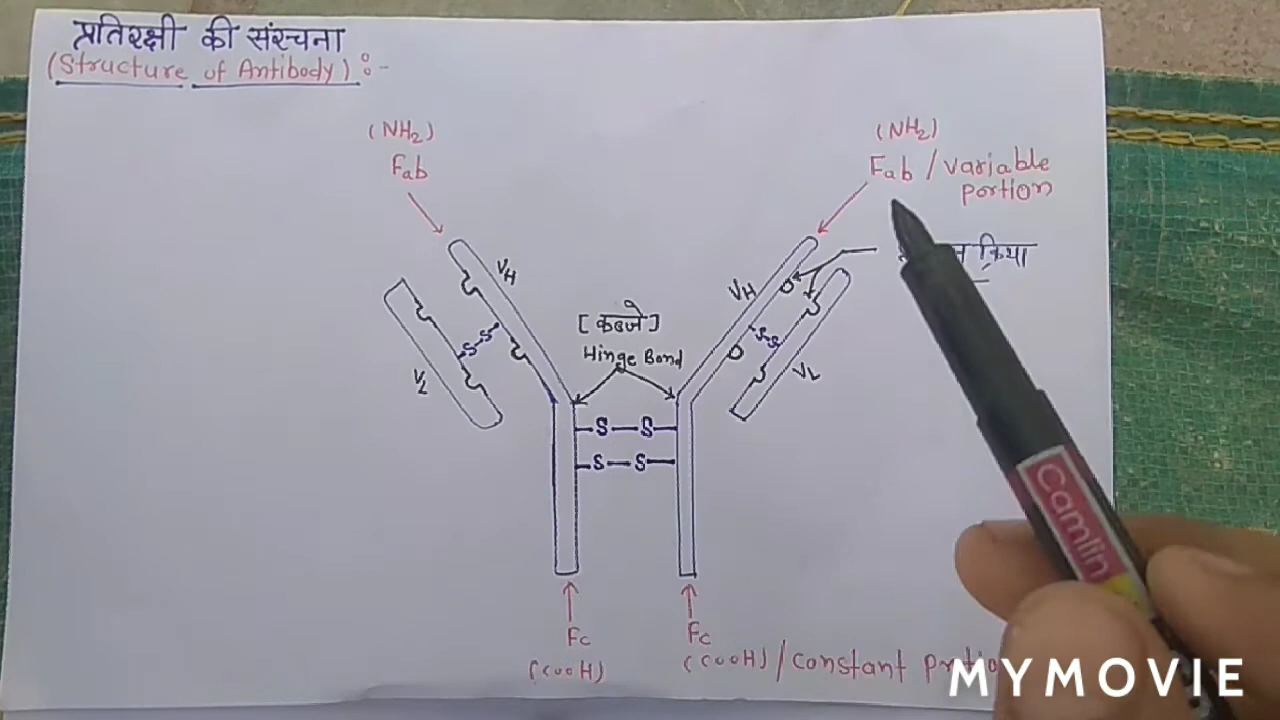 प्रतिरक्षी की संरचना
(Structure of Antibody) :-
(NH₂)
Fab
(NH₂)
Fab / variable
portion
क्रिया
VH
VH
[कब्जे]
Hinge Bond
S-S
S-S
VL
VL
S—S
S—S
Fc
(COOH)
Fc
(COOH) / constant
MYMOVIE
Camlin